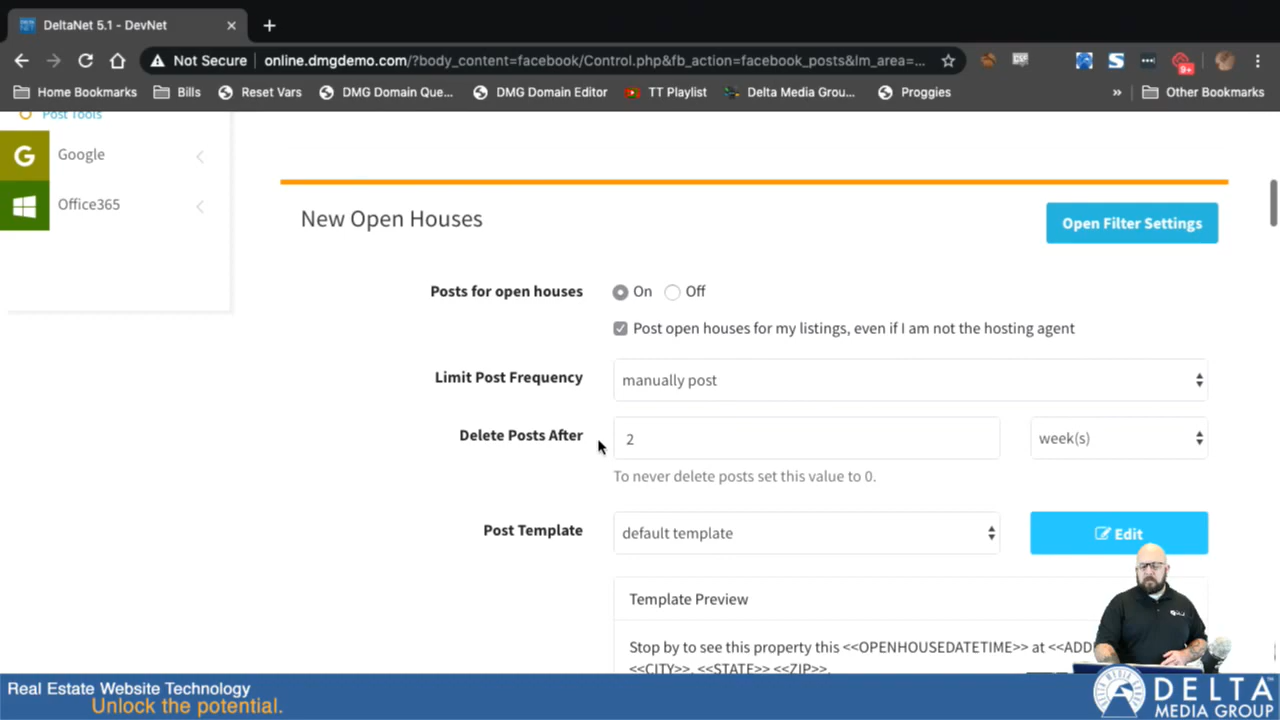 DeltaNet 5.1 - DevNet
Not Secure
online.dmgdemo.com/?body_content=facebook/Control.php&fb_action=facebook_posts&lm_area=...
9+
Home Bookmarks
Bills
Reset Vars
DMG Domain Que...
DMG Domain Editor
TT Playlist
Delta Media Grou...
Proggies
»
Other Bookmarks
Post Tools
Google
Office365
New Open Houses
Open Filter Settings
Posts for open houses
On
Off
Post open houses for my listings, even if I am not the hosting agent
Limit Post Frequency
manually post
Delete Posts After
2
week(s)
To never delete posts set this value to 0.
Post Template
default template
Edit
Template Preview
Stop by to see this property this <<OPENHOUSEDATETIME>> at <<ADD
<<CITY>>, <<STATE>> <<ZIP>>.
Real Estate Website Technology
Unlock the potential.
DELTA
MEDIA GROUP